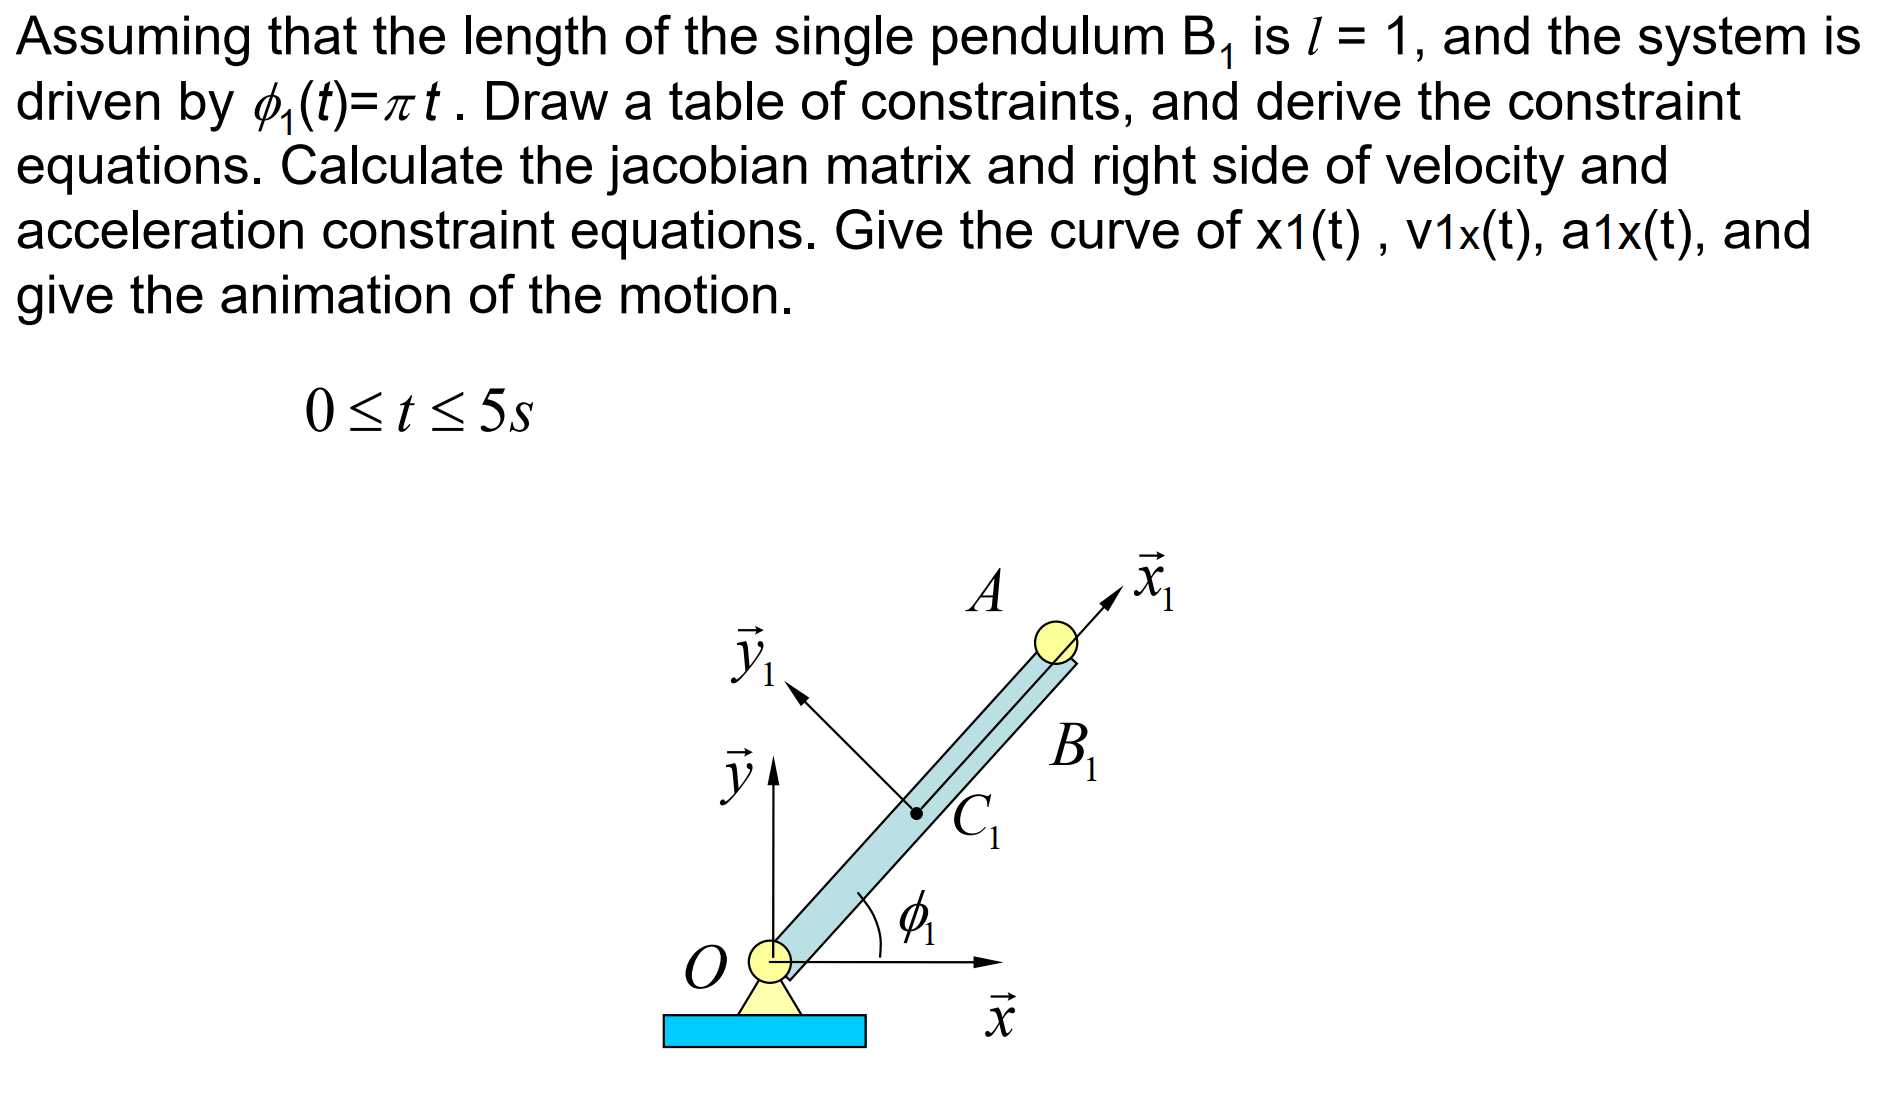 Assuming that the length of the single pendulum B₁ is l = 1, and the system is
driven by ϕ₁(t)=π t . Draw a table of constraints, and derive the constraint
equations. Calculate the jacobian matrix and right side of velocity and
acceleration constraint equations. Give the curve of x1(t) , v1x(t), a1x(t), and
give the animation of the motion.
0 ≤ t ≤ 5s
A
x⃗₁
y⃗₁
B₁
y⃗
C₁
ϕ₁
O
x⃗